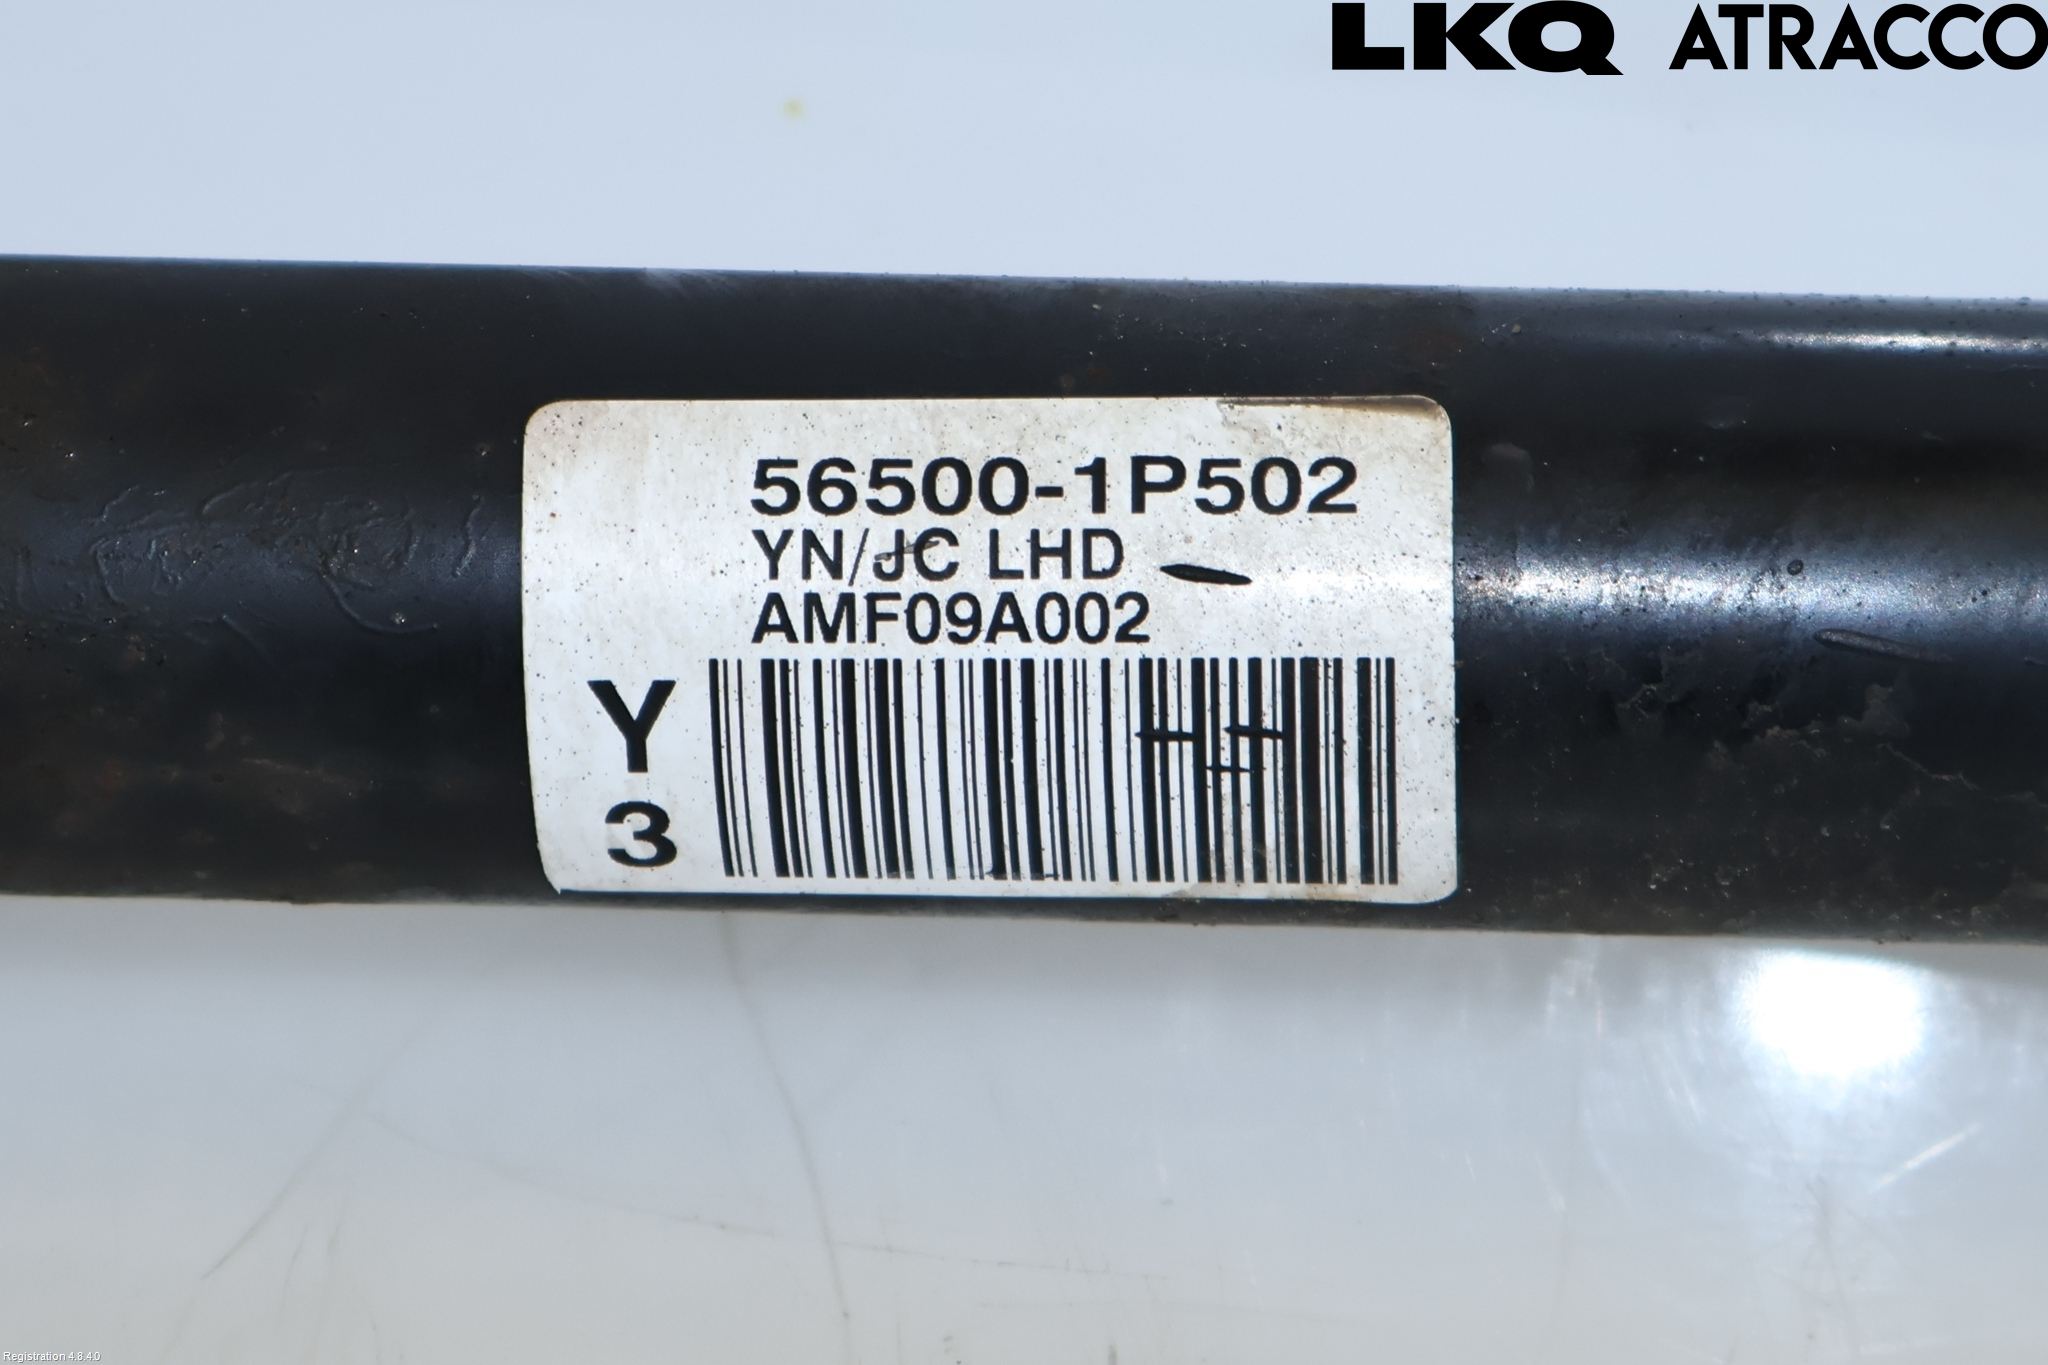 LKQ ATRACCO
56500-1P502
YN/JC LHD
AMF09A002
Y
3
Registration 4.8.4.0